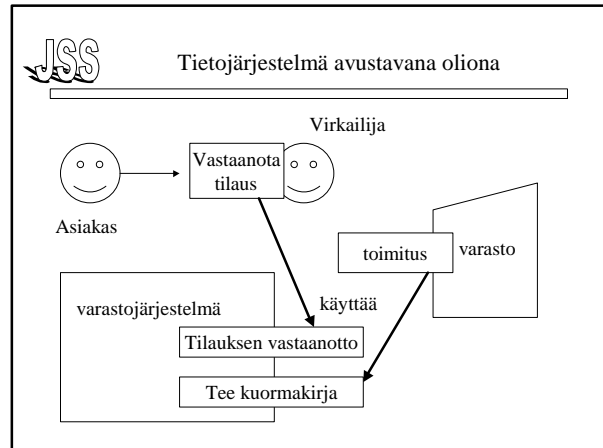 JSS
Tietojärjestelmä avustavana oliona
Virkailija
Vastaanota
tilaus
Asiakas
toimitus
varasto
käyttää
varastojärjestelmä
Tilauksen vastaanotto
Tee kuormakirja